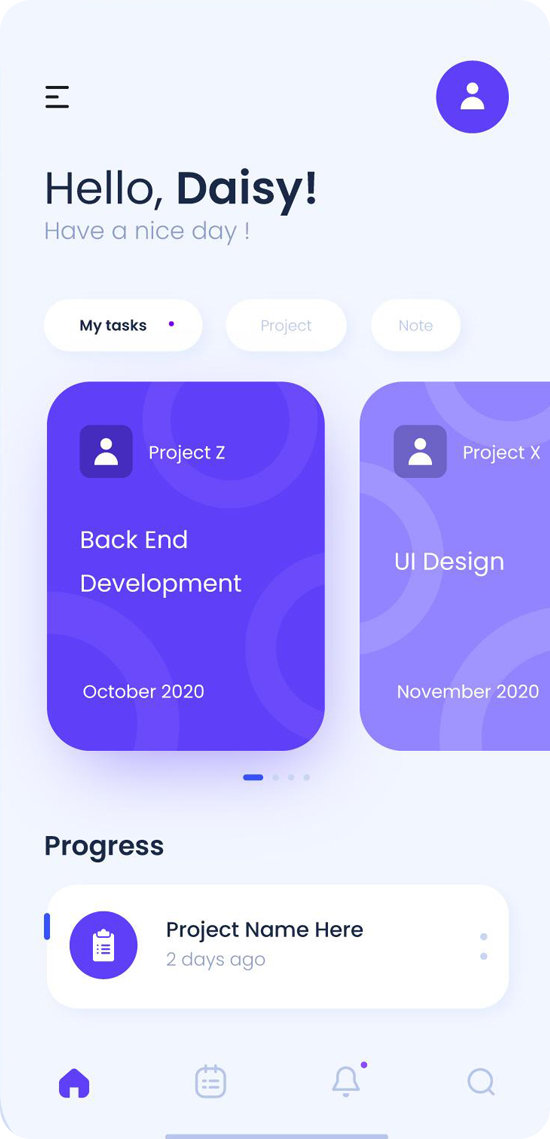 Hello, Daisy!
Have a nice day !
My tasks
Project
Note
Project Z
Back End
Development
October 2020
Project X
UI Design
November 2020
Progress
Project Name Here
2 days ago